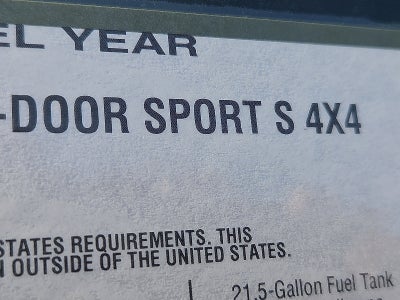 EL YEAR
-DOOR SPORT S 4X4
STATES REQUIREMENTS. THIS
N OUTSIDE OF THE UNITED STATES.
21.5-Gallon Fuel Tank